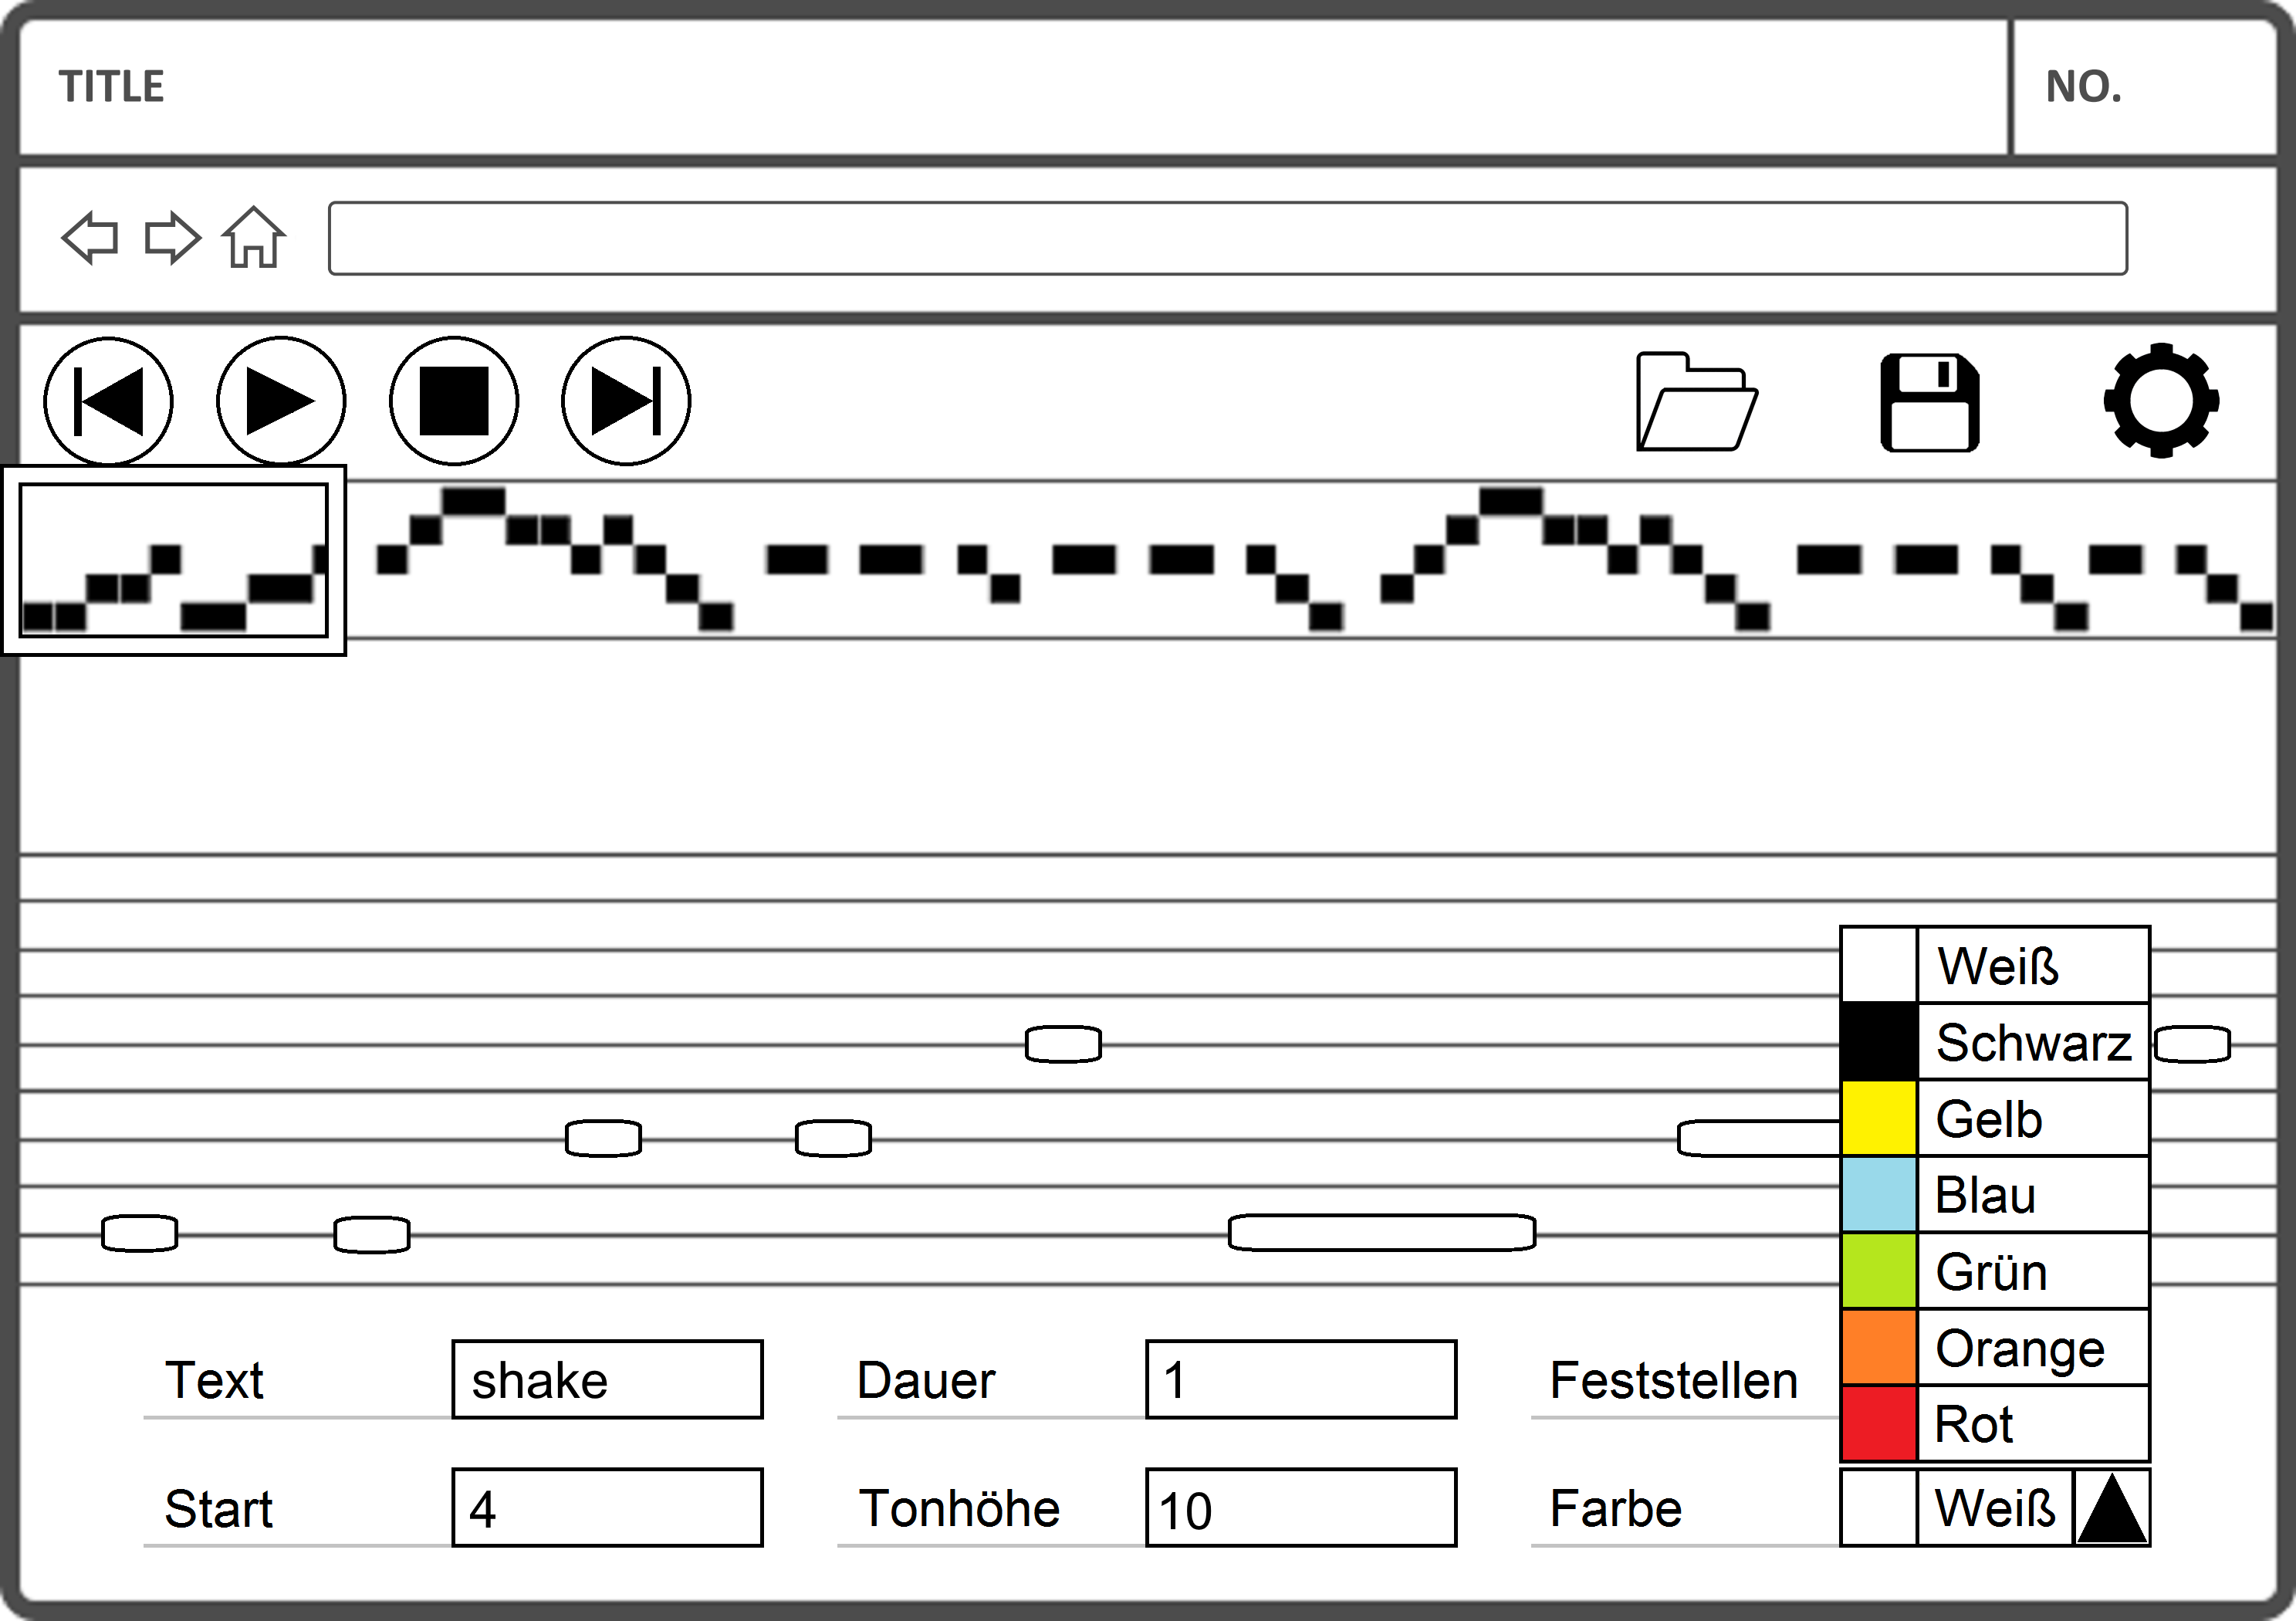 TITLE
NO.
Weiß
Schwarz
Gelb
Blau
Grün
Orange
Rot
Text shake Dauer 1 Feststellen
Start 4 Tonhöhe 10 Farbe Weiß